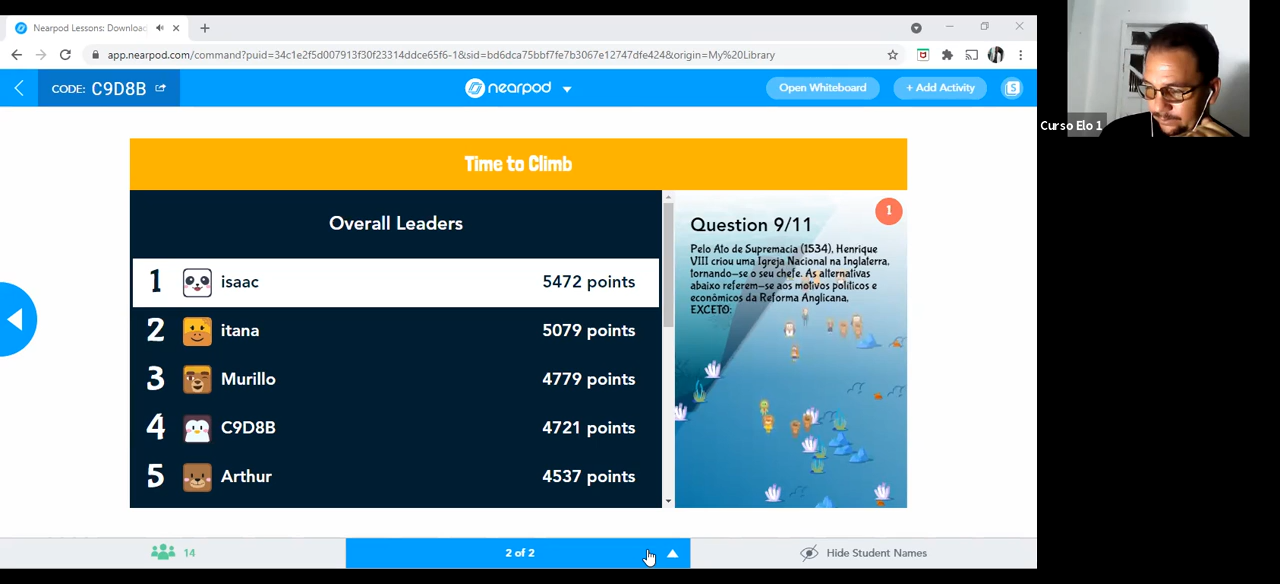 Nearpod Lessons: Downloa
app.nearpod.com/command?puid=34c1e2f5d007913f30f23314ddce65f6-1&sid=bd6dca75bbf7fe7b3067e12747dfe424&origin=My%20Library
CODE: C9D8B
nearpod
Open Whiteboard
+ Add Activity
S
Curso Elo 1
Time to Climb
Overall Leaders
1 isaac 5472 points
2 itana 5079 points
3 Murillo 4779 points
4 C9D8B 4721 points
5 Arthur 4537 points
1
Question 9/11
Pelo Ato de Supremacia (1534), Henrique
VIII criou uma Igreja Nacional na Inglaterra,
tornando-se o seu chefe. As alternativas
abaixo referem-se aos motivos políticos e
econômicos da Reforma Anglicana,
EXCETO:
14
2 of 2
Hide Student Names